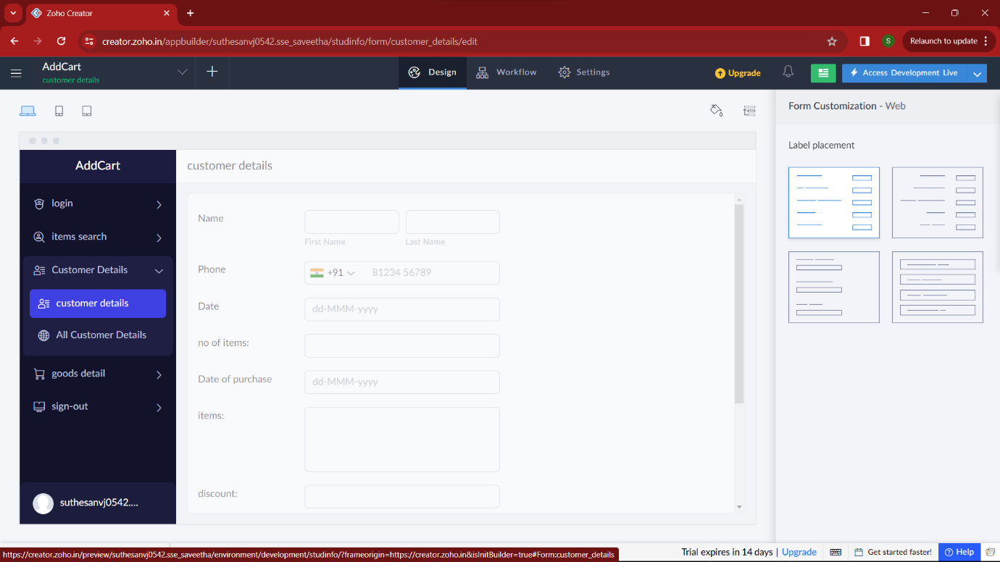 Zoho Creator
creator.zoho.in/appbuilder/suthesanvj0542.sse_saveetha/studinfo/form/customer_details/edit
S
Relaunch to update
AddCart
customer details
Design
Workflow
Settings
Upgrade
Access Development Live
Form Customization - Web
Label placement
AddCart
login
items search
Customer Details
customer details
All Customer Details
goods detail
sign-out
suthesanvj0542....
customer details
Name
First Name
Last Name
Phone
+91
81234 56789
Date
dd-MMM-yyyy
no of items:
Date of purchase
dd-MMM-yyyy
items:
discount:
https://creator.zoho.in/preview/suthesanvj0542.sse_saveetha/environment/development/studinfo/?frameorigin=https://creator.zoho.in&isInitBuilder=true#Form:customer_details
Trial expires in 14 days | Upgrade
Get started faster!
Help